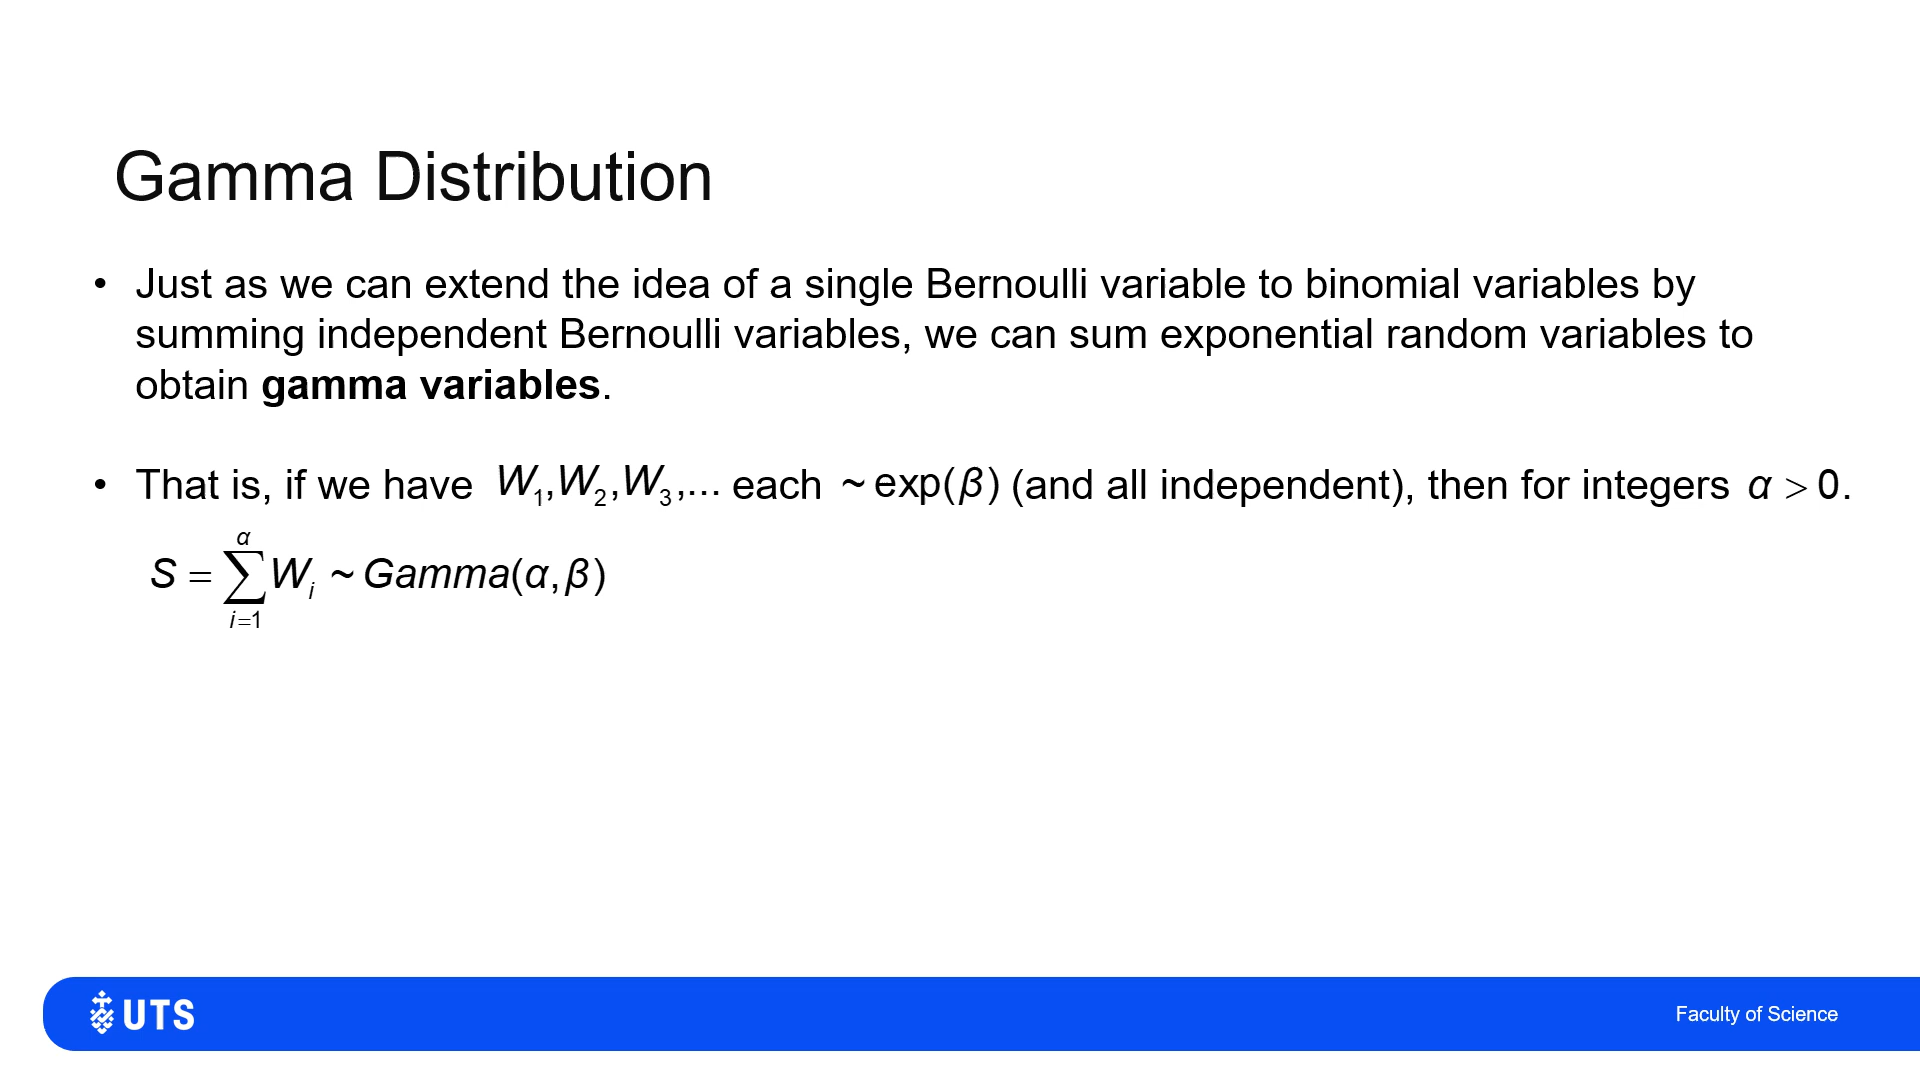 Gamma Distribution
• Just as we can extend the idea of a single Bernoulli variable to binomial variables by
summing independent Bernoulli variables, we can sum exponential random variables to
obtain gamma variables.
• That is, if we have W₁,W₂,W₃,... each ~ exp(β) (and all independent), then for integers α > 0.
S = ∑_{i=1}^{α} Wᵢ ~ Gamma(α,β)
UTS
Faculty of Science